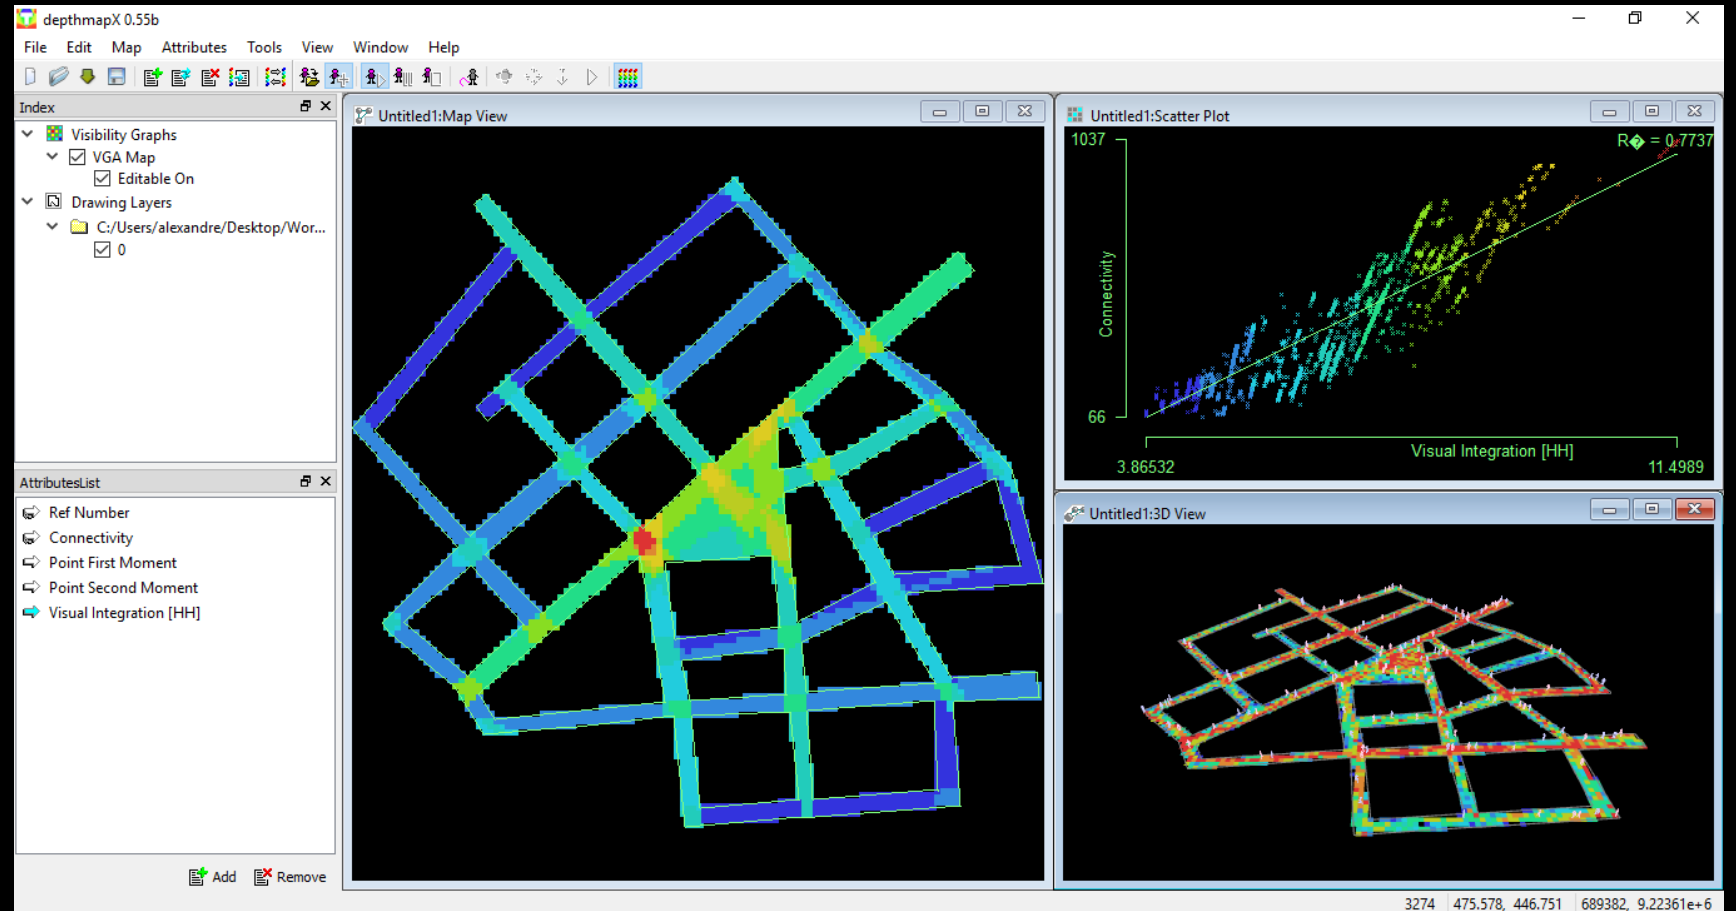 depthmapX 0.55b
File Edit Map Attributes Tools View Window Help
Index
Visibility Graphs
VGA Map
Editable On
Drawing Layers
C:/Users/alexandre/Desktop/Wor...
0
AttributesList
Ref Number
Connectivity
Point First Moment
Point Second Moment
Visual Integration [HH]
Add Remove
Untitled1:Map View
Untitled1:Scatter Plot
1037
R� = 0.7737
Connectivity
66
Visual Integration [HH]
3.86532
11.4989
Untitled1:3D View
3274 475.578, 446.751 689382, 9.22361e+6